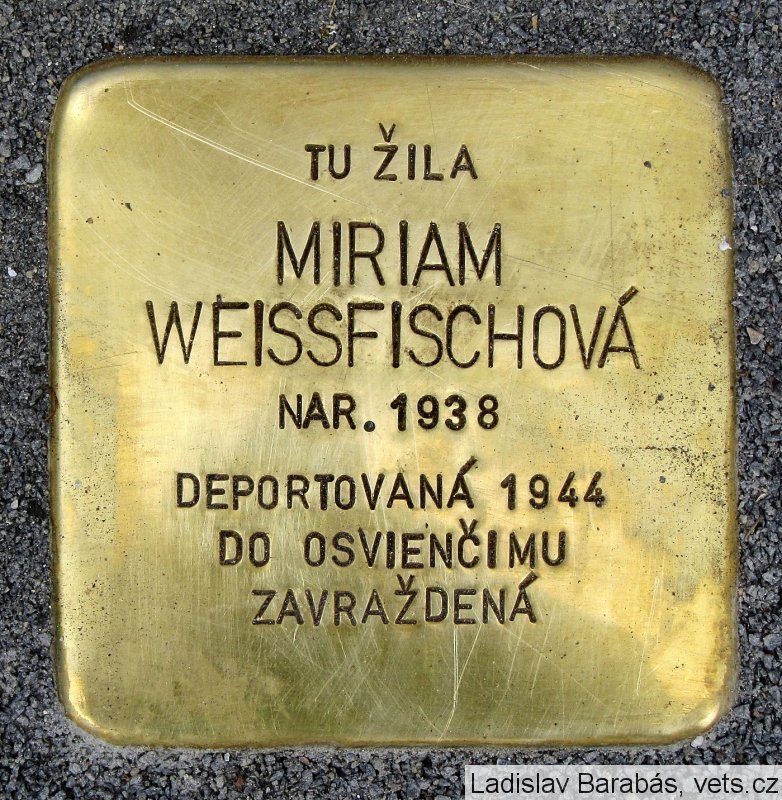 TU ŽILA
MIRIAM
WEISSFISCHOVÁ
NAR. 1938
DEPORTOVANÁ 1944
DO OSVIENČIMU
ZAVRAŽDENÁ
Ladislav Barabás, vets.cz